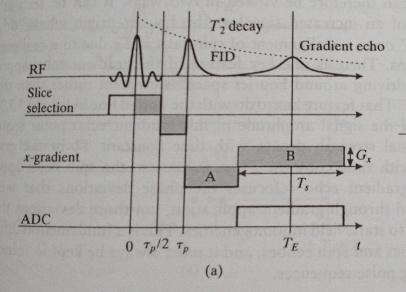 T₂* decay
Gradient echo
FID
RF
Slice
selection
x-gradient
A
B
Gₓ
Tₛ
ADC
0 τₚ/2 τₚ T_E t
(a)